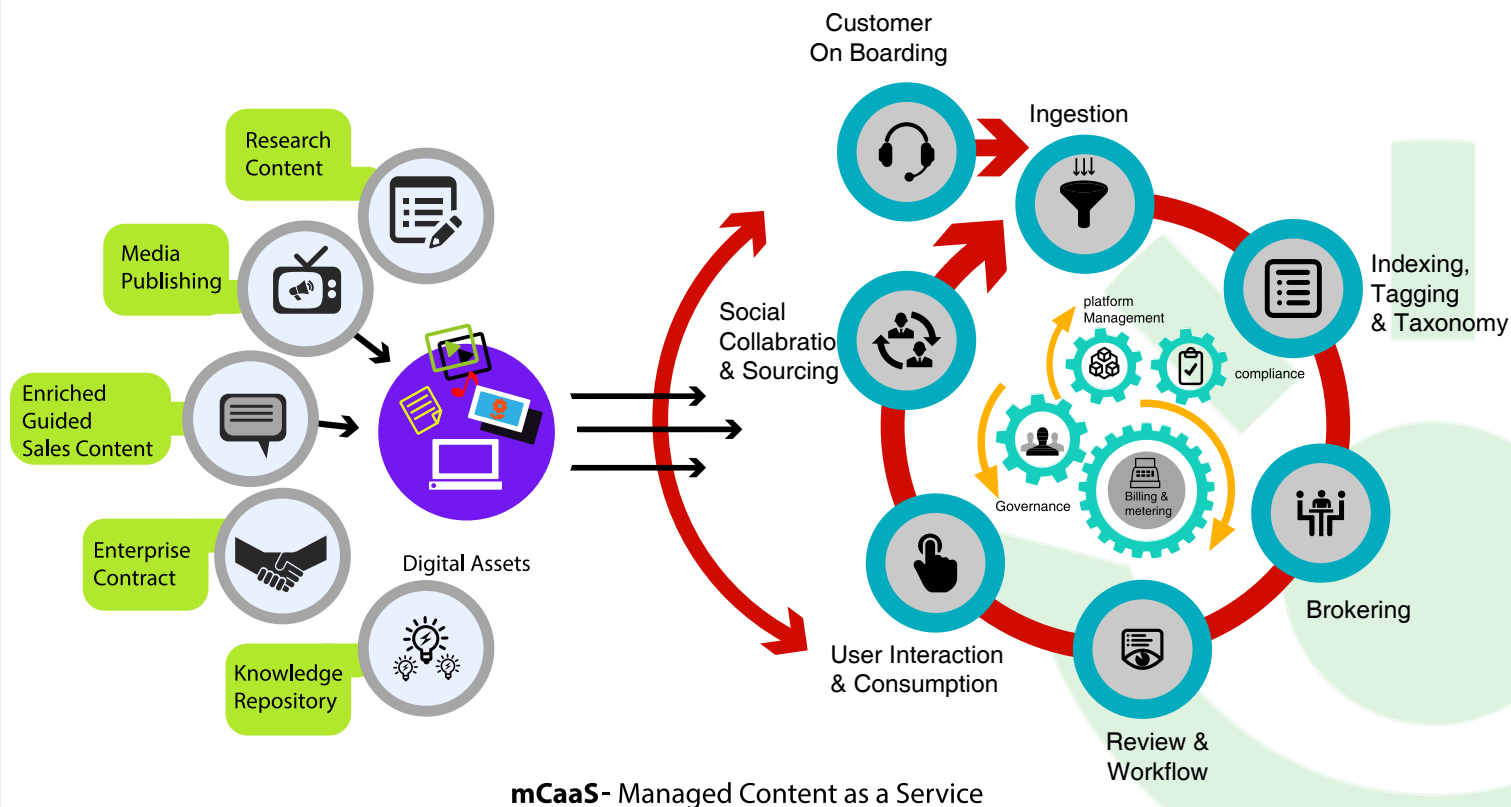 Customer
On Boarding
Ingestion
Research
Content
Media
Publishing
Indexing,
Tagging
& Taxonomy
Social
Collabratio
& Sourcing
platform
Management
compliance
Enriched
Guided
Sales Content
Billing &
metering
Governance
Enterprise
Contract
Digital Assets
Brokering
User Interaction
& Consumption
Knowledge
Repository
Review &
Workflow
mCaaS - Managed Content as a Service